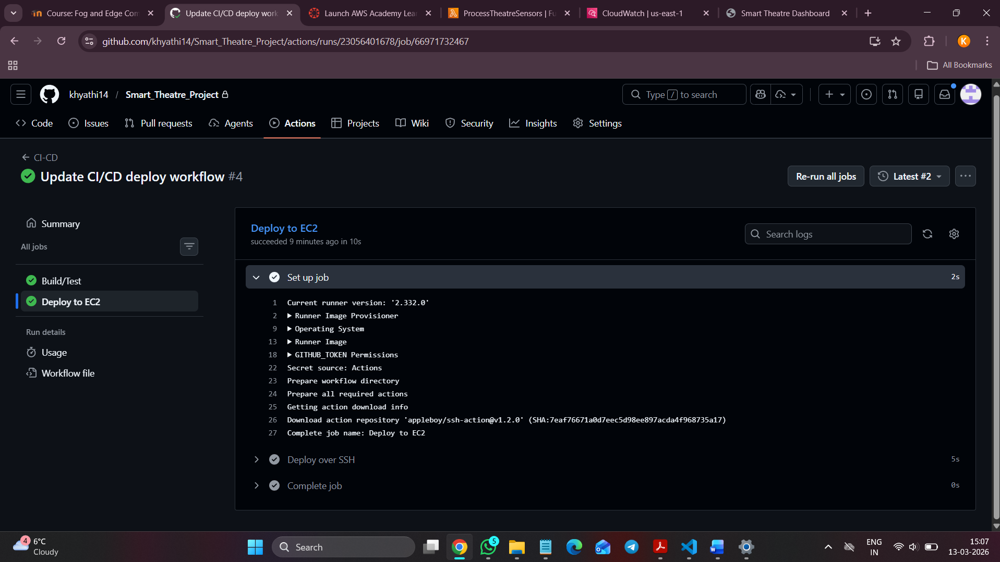 Course: Fog and Edge Com
Update CI/CD deploy work
Launch AWS Academy Lea
ProcessTheatreSensors | Fu
CloudWatch | us-east-1
Smart Theatre Dashboard
github.com/khyathi14/Smart_Theatre_Project/actions/runs/23056401678/job/66971732467
K
All Bookmarks
khyathi14 / Smart_Theatre_Project
Type / to search
Code
Issues
Pull requests
Agents
Actions
Projects
Wiki
Security
Insights
Settings
CI-CD
Update CI/CD deploy workflow #4
Re-run all jobs
Latest #2
Summary
All jobs
Build/Test
Deploy to EC2
Run details
Usage
Workflow file
Deploy to EC2
succeeded 9 minutes ago in 10s
Search logs
Set up job 2s
1 Current runner version: '2.332.0'
2 Runner Image Provisioner
9 Operating System
13 Runner Image
18 GITHUB_TOKEN Permissions
22 Secret source: Actions
23 Prepare workflow directory
24 Prepare all required actions
25 Getting action download info
26 Download action repository 'appleboy/ssh-action@v1.2.0' (SHA:7eaf76671a0d7eec5d98ee897acda4f968735a17)
27 Complete job name: Deploy to EC2
Deploy over SSH 5s
Complete job 0s
4
6°C
Cloudy
Search
5
ENG
IN
15:07
13-03-2026